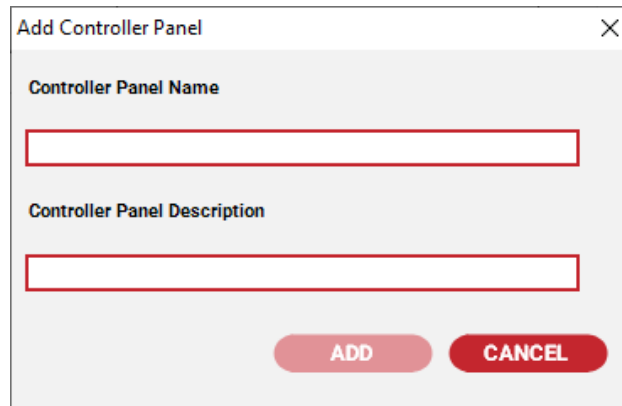 Add Controller Panel
Controller Panel Name
Controller Panel Description
ADD CANCEL